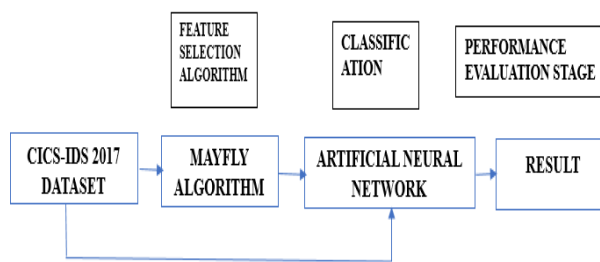 FEATURE
SELECTION
ALGORITHM
CLASSIFIC
ATION
PERFORMANCE
EVALUATION STAGE
CICS-IDS 2017
DATASET
MAYFLY
ALGORITHM
ARTIFICIAL NEURAL
NETWORK
RESULT